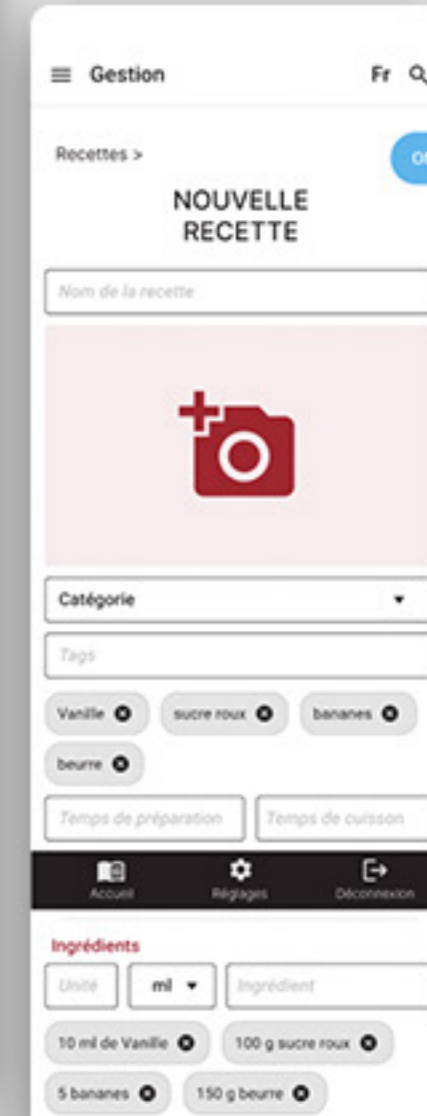 Gestion Fr
Recettes >
NOUVELLE
RECETTE
Nom de la recette
Catégorie
Tags
Vanille sucre roux bananes
beurre
Temps de préparation Temps de cuisson
Accueil Réglages Déconnexion
Ingrédients
Unité ml Ingrédient
10 ml de Vanille 100 g sucre roux
5 bananes 150 g beurre